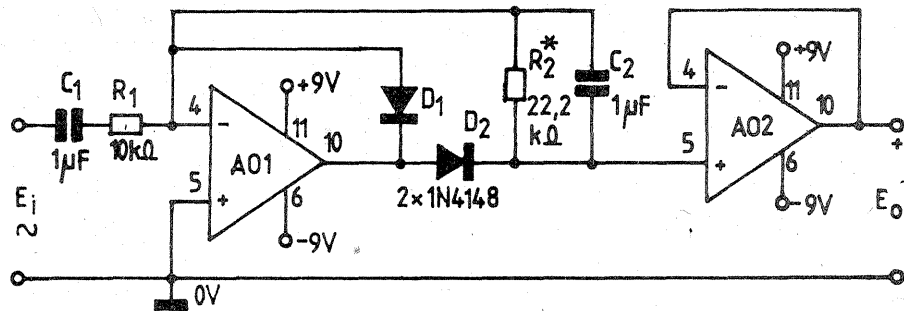 C1
R1
1µF
10kΩ
Ei
~
4
−
5
+
AO1
+9V
11
10
6
−9V
0V
D1
D2
2×1N4148
R2*
22,2
kΩ
C2
1µF
4
−
5
+
AO2
+9V
11
10
6
−9V
+
Eo